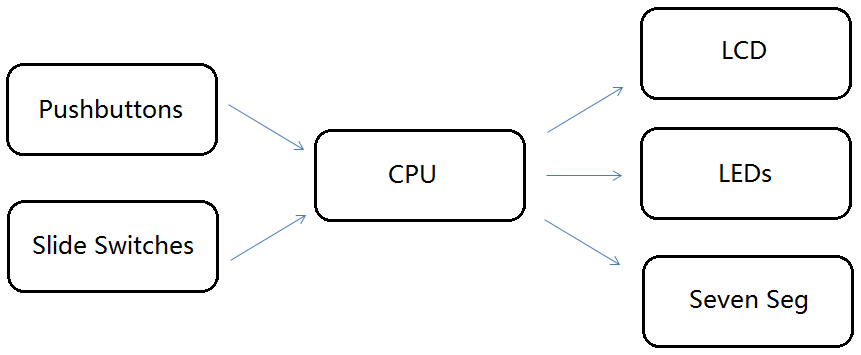 Pushbuttons
Slide Switches
CPU
LCD
LEDs
Seven Seg